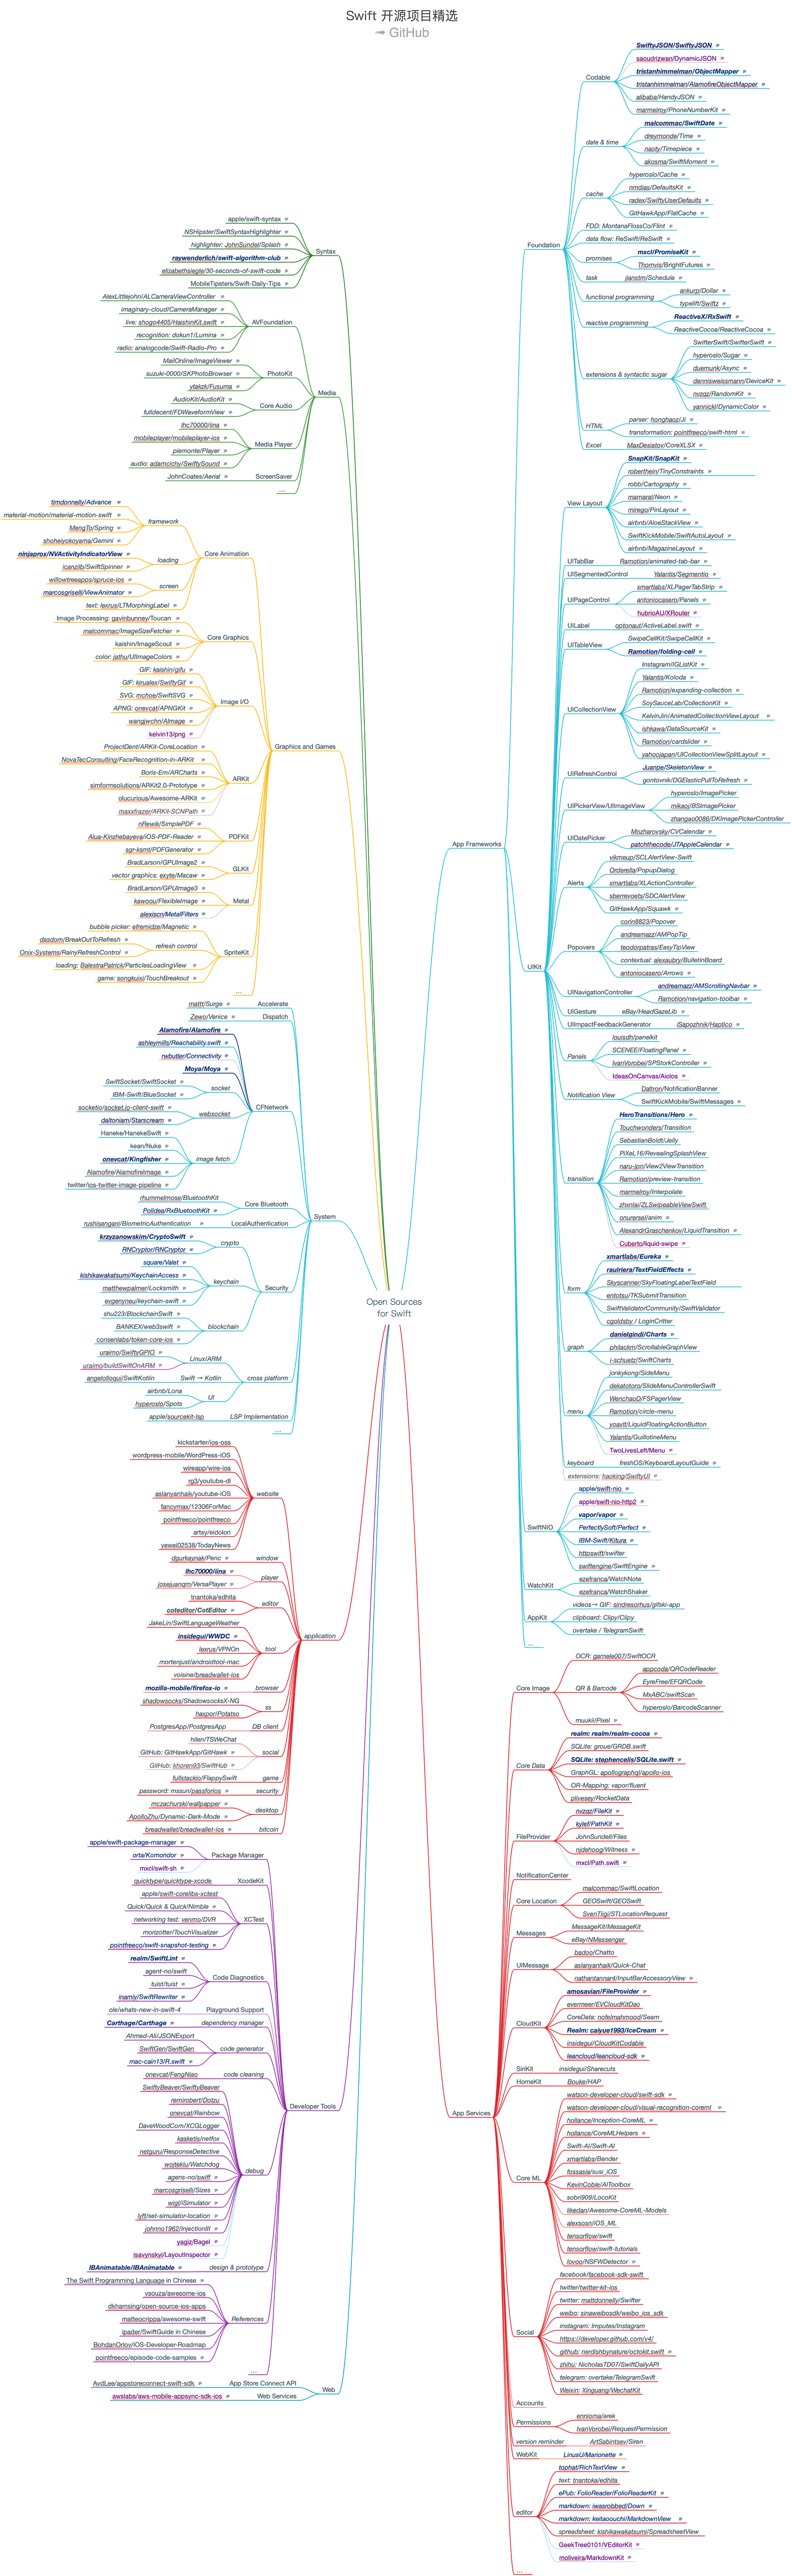 Swift 开源项目精选
➟ GitHub
Open Sources
for Swift
Syntax
apple/swift-syntax
NSHipster/SwiftSyntaxHighlighter
highlighter: JohnSundel/Splash
raywenderlich/swift-algorithm-club
elizabethsiegle/30-seconds-of-swift-code
MobileTipsters/Swift-Daily-Tips
Media
AVFoundation
AlexLittlejohn/ALCameraViewController
imaginary-cloud/CameraManager
live: shogo4405/HaishinKit.swift
recognition: dokun1/Lumina
radio: analogcode/Swift-Radio-Pro
PhotoKit
MailOnline/ImageViewer
suzuki-0000/SKPhotoBrowser
ytakzk/Fusuma
Core Audio
AudioKit/AudioKit
fulldecent/FDWaveformView
Media Player
lhc70000/iina
mobileplayer/mobileplayer-ios
piemonte/Player
audio: adamcichy/SwiftySound
ScreenSaver
JohnCoates/Aerial
...
Graphics and Games
Core Animation
framework
timdonnelly/Advance
material-motion/material-motion-swift
MengTo/Spring
shoheiyokoyama/Gemini
loading
ninjaprox/NVActivityIndicatorView
icanzilb/SwiftSpinner
screen
willowtreeapps/spruce-ios
marcosgriselli/ViewAnimator
text: lexrus/LTMorphingLabel
Core Graphics
Image Processing: gavinbunney/Toucan
malcommac/ImageSizeFetcher
kaishin/ImageScout
color: jathu/UIImageColors
Image I/O
GIF: kaishin/gifu
GIF: kirualex/SwiftyGif
SVG: mchoe/SwiftSVG
APNG: onevcat/APNGKit
wangjwchn/AImage
kelvin13/png
ARKit
ProjectDent/ARKit-CoreLocation
NovaTecConsulting/FaceRecognition-in-ARKit
Boris-Em/ARCharts
simformsolutions/ARKit2.0-Prototype
olucurious/Awesome-ARKit
maxxfrazer/ARKit-SCNPath
PDFKit
nRewik/SimplePDF
Alua-Kinzhebayeva/iOS-PDF-Reader
sgr-ksmt/PDFGenerator
GLKit
BradLarson/GPUImage2
vector graphics: exyte/Macaw
Metal
BradLarson/GPUImage3
kawoou/FlexibleImage
alexiscn/MetalFilters
SpriteKit
bubble picker: efremidze/Magnetic
refresh control
dasdom/BreakOutToRefresh
Onix-Systems/RainyRefreshControl
loading: BalestraPatrick/ParticlesLoadingView
game: songkuixi/TouchBreakout
...
System
Accelerate
mattt/Surge
Dispatch
Zewo/Venice
CFNetwork
Alamofire/Alamofire
ashleymills/Reachability.swift
rwbutler/Connectivity
Moya/Moya
socket
SwiftSocket/SwiftSocket
IBM-Swift/BlueSocket
websocket
socketio/socket.io-client-swift
daltoniam/Starscream
image fetch
Haneke/HanekeSwift
kean/Nuke
onevcat/Kingfisher
Alamofire/AlamofireImage
twitter/ios-twitter-image-pipeline
Core Bluetooth
rhummelmose/BluetoothKit
Polidea/RxBluetoothKit
LocalAuthentication
rushisangani/BiometricAuthentication
Security
crypto
krzyzanowskim/CryptoSwift
RNCryptor/RNCryptor
keychain
square/Valet
kishikawakatsumi/KeychainAccess
matthewpalmer/Locksmith
evgenyneu/keychain-swift
blockchain
shu223/BlockchainSwift
BANKEX/web3swift
consenlabs/token-core-ios
cross platform
Linux/ARM
uraimo/SwiftyGPIO
uraimo/buildSwiftOnARM
Swift → Kotlin
angelolloqui/SwiftKotlin
UI
airbnb/Lona
hyperoslo/Spots
LSP Implementation
apple/sourcekit-lsp
...
application
website
kickstarter/ios-oss
wordpress-mobile/WordPress-iOS
wireapp/wire-ios
rg3/youtube-dl
aslanyanhaik/youtube-iOS
fancymax/12306ForMac
pointfreeco/pointfreeco
artsy/eidolon
yewei02538/TodayNews
window
dgurkaynak/Penc
player
lhc70000/iina
josejuanqm/VersaPlayer
editor
tnantoka/edhita
coteditor/CotEditor
tool
JakeLin/SwiftLanguageWeather
insidegui/WWDC
lexrus/VPNOn
mortenjust/androidtool-mac
voisine/breadwallet-ios
browser
mozilla-mobile/firefox-io
ss
shadowsocks/ShadowsocksX-NG
haxpor/Potatso
DB client
PostgresApp/PostgresApp
social
hilen/TSWeChat
GitHub: GitHawkApp/GitHawk
GitHub: khoren93/SwiftHub
game
fullstackio/FlappySwift
security
password: mssun/passforios
desktop
mczachurski/wallpapper
ApolloZhu/Dynamic-Dark-Mode
bitcoin
breadwallet/breadwallet-ios
Developer Tools
Package Manager
apple/swift-package-manager
orta/Komondor
mxcl/swift-sh
XcodeKit
quicktype/quicktype-xcode
XCTest
apple/swift-corelibs-xctest
Quick/Quick & Quick/Nimble
networking test: venmo/DVR
morizotter/TouchVisualizer
pointfreeco/swift-snapshot-testing
Code Diagnostics
realm/SwiftLint
agent-no/swift
tuist/tuist
inamiy/SwiftRewriter
Playground Support
ole/whats-new-in-swift-4
dependency manager
Carthage/Carthage
code generator
Ahmed-Ali/JSONExport
SwiftGen/SwiftGen
mac-cain13/R.swift
code cleaning
onevcat/FengNiao
debug
SwiftyBeaver/SwiftyBeaver
remirobert/Dotzu
onevcat/Rainbow
DaveWoodCom/XCGLogger
kasketis/netfox
netguru/ResponseDetective
wojteklu/Watchdog
agens-no/swiff
marcosgriselli/Sizes
wigl/iSimulator
lyft/set-simulator-location
johnno1962/InjectionIII
yagiz/Bagel
isavynskyi/LayoutInspector
design & prototype
IBAnimatable/IBAnimatable
References
The Swift Programming Language in Chinese
vsouza/awesome-ios
dkhamsing/open-source-ios-apps
matteocrippa/awesome-swift
ipader/SwiftGuide in Chinese
BohdanOrlov/iOS-Developer-Roadmap
pointfreeco/episode-code-samples
...
Web
App Store Connect API
AvdLee/appstoreconnect-swift-sdk
Web Services
awslabs/aws-mobile-appsync-sdk-ios
App Frameworks
Foundation
Codable
SwiftyJSON/SwiftyJSON
saoudrizwan/DynamicJSON
tristanhimmelman/ObjectMapper
tristanhimmelman/AlamofireObjectMapper
alibaba/HandyJSON
marmelroy/PhoneNumberKit
date & time
malcommac/SwiftDate
dreymonde/Time
naoty/Timepiece
akosma/SwiftMoment
cache
hyperoslo/Cache
nmdias/DefaultsKit
radex/SwiftyUserDefaults
GitHawkApp/FlatCache
FDD: MontanaFlossCo/Flint
data flow: ReSwift/ReSwift
promises
mxcl/PromiseKit
Thomvis/BrightFutures
task
jianstm/Schedule
functional programming
ankurp/Dollar
typelift/Swiftz
reactive programming
ReactiveX/RxSwift
ReactiveCocoa/ReactiveCocoa
extensions & syntactic sugar
SwifterSwift/SwifterSwift
hyperoslo/Sugar
duemunk/Async
dennisweissmann/DeviceKit
nvzqz/RandomKit
yannickl/DynamicColor
HTML
parser: honghaoz/Ji
transformation: pointfreeco/swift-html
Excel
MaxDesiatov/CoreXLSX
UIKit
View Layout
SnapKit/SnapKit
roberthein/TinyConstraints
robb/Cartography
mamaral/Neon
mirego/PinLayout
airbnb/AloeStackView
SwiftKickMobile/SwiftAutoLayout
airbnb/MagazineLayout
UITabBar
Ramotion/animated-tab-bar
UISegmentedControl
Yalantis/Segmentio
UIPageControl
xmartlabs/XLPagerTabStrip
antoniocasero/Panels
hubrioAU/XRouter
UILabel
optonaut/ActiveLabel.swift
UITableView
SwipeCellKit/SwipeCellKit
Ramotion/folding-cell
UICollectionView
Instagram/IGListKit
Yalantis/Koloda
Ramotion/expanding-collection
SoySauceLab/CollectionKit
KelvinJin/AnimatedCollectionViewLayout
ishkawa/DataSourceKit
Ramotion/cardslider
yahoojapan/UICollectionViewSplitLayout
UIRefreshControl
Juanpe/SkeletonView
gontovnik/DGElasticPullToRefresh
UIPickerView/UIImageView
hyperoslo/ImagePicker
mikaoj/BSImagePicker
zhangao0086/DKImagePickerController
UIDatePicker
Mozharovsky/CVCalendar
patchthecode/JTAppleCalendar
Alerts
vikmeup/SCLAlertView-Swift
Orderella/PopupDialog
xmartlabs/XLActionController
sberrevoets/SDCAlertView
GitHawkApp/Squawk
Popovers
corin8823/Popover
andreamazz/AMPopTip
teodorpatras/EasyTipView
contextual: alexaubry/BulletinBoard
antoniocasero/Arrows
UINavigationController
andreamazz/AMScrollingNavbar
Ramotion/navigation-toolbar
UIGesture
eBay/HeadGazeLib
UIImpactFeedbackGenerator
iSapozhnik/Haptico
Panels
louisdh/panelkit
SCENEE/FloatingPanel
IvanVorobei/SPStorkController
IdeasOnCanvas/Aiolos
Notification View
Daltron/NotificationBanner
SwiftKickMobile/SwiftMessages
transition
HeroTransitions/Hero
Touchwonders/Transition
SebastianBoldt/Jelly
PiXeL16/RevealingSplashView
naru-jpn/View2ViewTransition
Ramotion/preview-transition
marmelroy/Interpolate
zhxnlai/ZLSwipeableViewSwift
onurersel/anim
AlexandrGraschenkov/LiquidTransition
Cuberto/liquid-swipe
form
xmartlabs/Eureka
raulriera/TextFieldEffects
Skyscanner/SkyFloatingLabelTextField
entotsu/TKSubmitTransition
SwiftValidatorCommunity/SwiftValidator
cgoldsby / LoginCritter
graph
danielgindi/Charts
philackm/ScrollableGraphView
i-schuetz/SwiftCharts
menu
jonkykong/SideMenu
dekatotoro/SlideMenuControllerSwift
WenchaoD/FSPagerView
Ramotion/circle-menu
yoavlt/LiquidFloatingActionButton
Yalantis/GuillotineMenu
TwoLivesLeft/Menu
keyboard
freshOS/KeyboardLayoutGuide
extensions: haoking/SwiftyUI
SwiftNIO
apple/swift-nio
apple/swift-nio-http2
vapor/vapor
PerfectlySoft/Perfect
IBM-Swift/Kitura
httpswift/swifter
swiftengine/SwiftEngine
WatchKit
ezefranca/WatchNote
ezefranca/WatchShaker
AppKit
videos→ GIF: sindresorhus/gifski-app
clipboard: Clipy/Clipy
overtake / TelegramSwift
...
App Services
Core Image
OCR: garnele007/SwiftOCR
QR & Barcode
appcoda/QRCodeReader
EyreFree/EFQRCode
MxABC/swiftScan
hyperoslo/BarcodeScanner
muukii/Pixel
Core Data
realm: realm/realm-cocoa
SQLite: groue/GRDB.swift
SQLite: stephencelis/SQLite.swift
GraphGL: apollographql/apollo-ios
OR-Mapping: vapor/fluent
plivesey/RocketData
FileProvider
nvzqz/FileKit
kylef/PathKit
JohnSundell/Files
njdehoog/Witness
mxcl/Path.swift
NotificationCenter
Core Location
malcommac/SwiftLocation
GEOSwift/GEOSwift
SvenTiigi/STLocationRequest
Messages
MessageKit/MessageKit
eBay/NMessenger
UIMessage
badoo/Chatto
aslanyanhaik/Quick-Chat
nathantannar4/InputBarAccessoryView
CloudKit
amosavian/FileProvider
evermeer/EVCloudKitDao
CoreData: nofelmahmood/Seam
Realm: caiyue1993/IceCream
insidegui/CloudKitCodable
leancloud/leancloud-sdk
SiriKit
insidegui/Sharecuts
HomeKit
Bouke/HAP
Core ML
watson-developer-cloud/swift-sdk
watson-developer-cloud/visual-recognition-coreml
hollance/Inception-CoreML
hollance/CoreMLHelpers
Swift-AI/Swift-AI
xmartlabs/Bender
fossasia/susi_iOS
KevinCoble/AIToolbox
sobri909/LocoKit
likedan/Awesome-CoreML-Models
alexsosn/iOS_ML
tensorflow/swift
tensorflow/swift-tutorials
lovoo/NSFWDetector
Social
facebook/facebook-sdk-swift
twitter/twitter-kit-ios
twitter: mattdonnelly/Swifter
weibo: sinaweibosdk/weibo_ios_sdk
instagram: Imputes/Instagram
https://developer.github.com/v4/
github: nerdishbynature/octokit.swift
zhihu: NicholasTD07/SwiftDailyAPI
telegram: overtake/TelegramSwift
Weixin: Xinguang/WechatKit
Accounts
Permissions
ennioma/arek
IvanVorobei/RequestPermission
version reminder
ArtSabintsev/Siren
WebKit
LinusU/Marionette
editor
tophat/RichTextView
text: tnantoka/edhita
ePub: FolioReader/FolioReaderKit
markdown: iwasrobbed/Down
markdown: keitaoouchi/MarkdownView
spreadsheet: kishikawakatsumi/SpreadsheetView
GeekTree0101/VEditorKit
moliveira/MarkdownKit
...